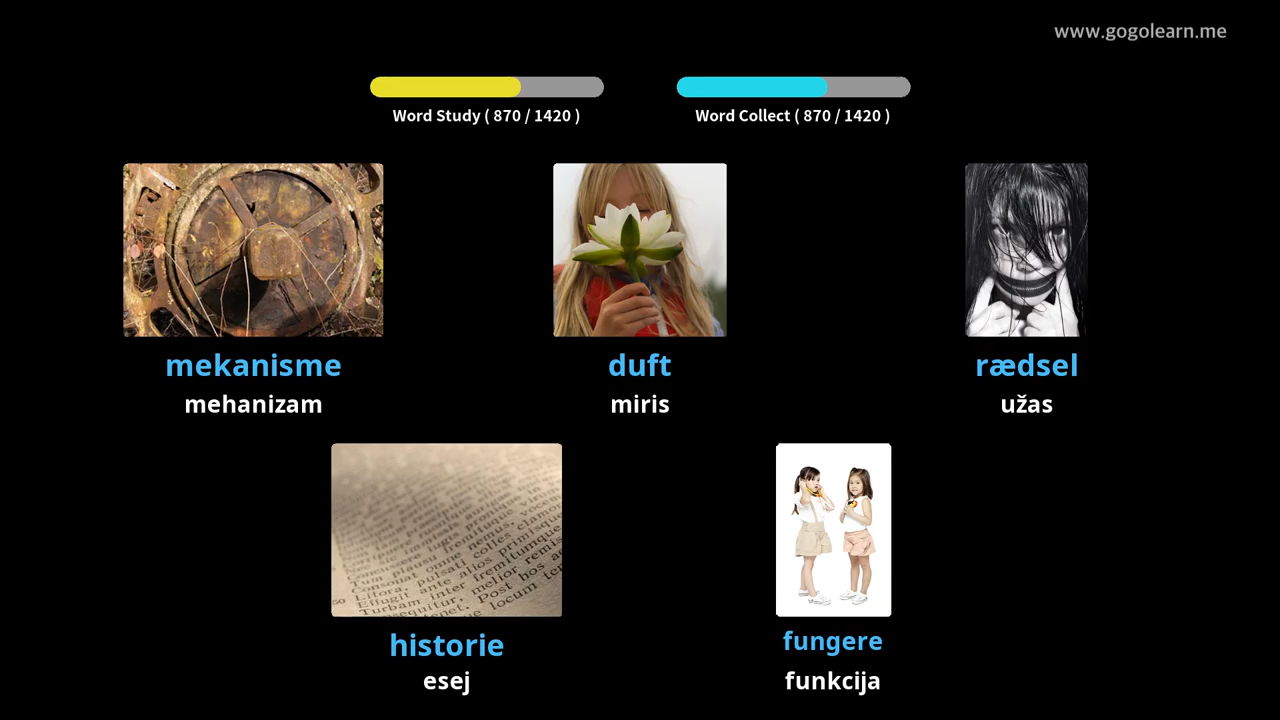 www.gogolearn.me
Word Study ( 870 / 1420 )
Word Collect ( 870 / 1420 )
mekanisme
mehanizam
duft
miris
rædsel
užas
historie
esej
fungere
funkcija